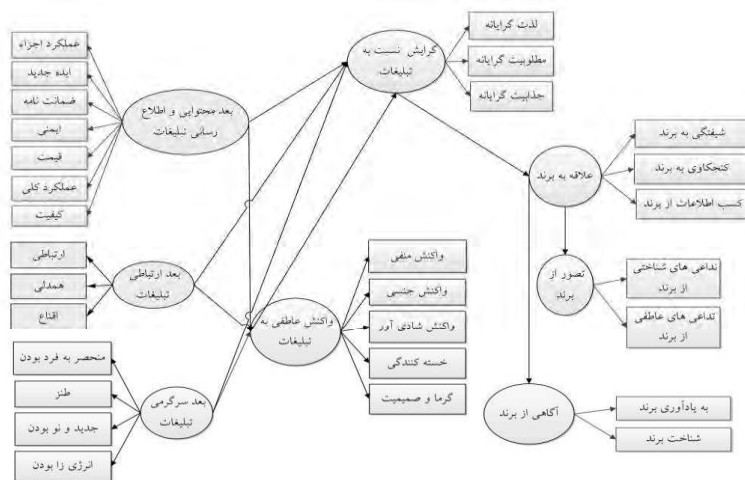 عملکرد اجزاء
ایده جدید
ضمانت نامه
ایمنی
قیمت
عملکرد کلی
کیفیت
بعد محتوایی و اطلاع
رسانی تبلیغات
ارتباطی
همدلی
اقناع
بعد ارتباطی
تبلیغات
منحصر به فرد بودن
طنز
جدید و نو بودن
انرژی زا بودن
بعد سرگرمی
تبلیغات
گرایش نسبت به
تبلیغات
لذت گرایانه
مطلوبیت گرایانه
جذابیت گرایانه
واکنش عاطفی به
تبلیغات
واکنش منفی
واکنش جنسی
واکنش شادی آور
خسته کنندگی
گرما و صمیمیت
علاقه به برند
شیفتگی به برند
کنجکاوی به برند
کسب اطلاعات از برند
تصور از
برند
تداعی های شناختی
از برند
تداعی های عاطفی
از برند
آگاهی از برند
به یادآوری برند
شناخت برند